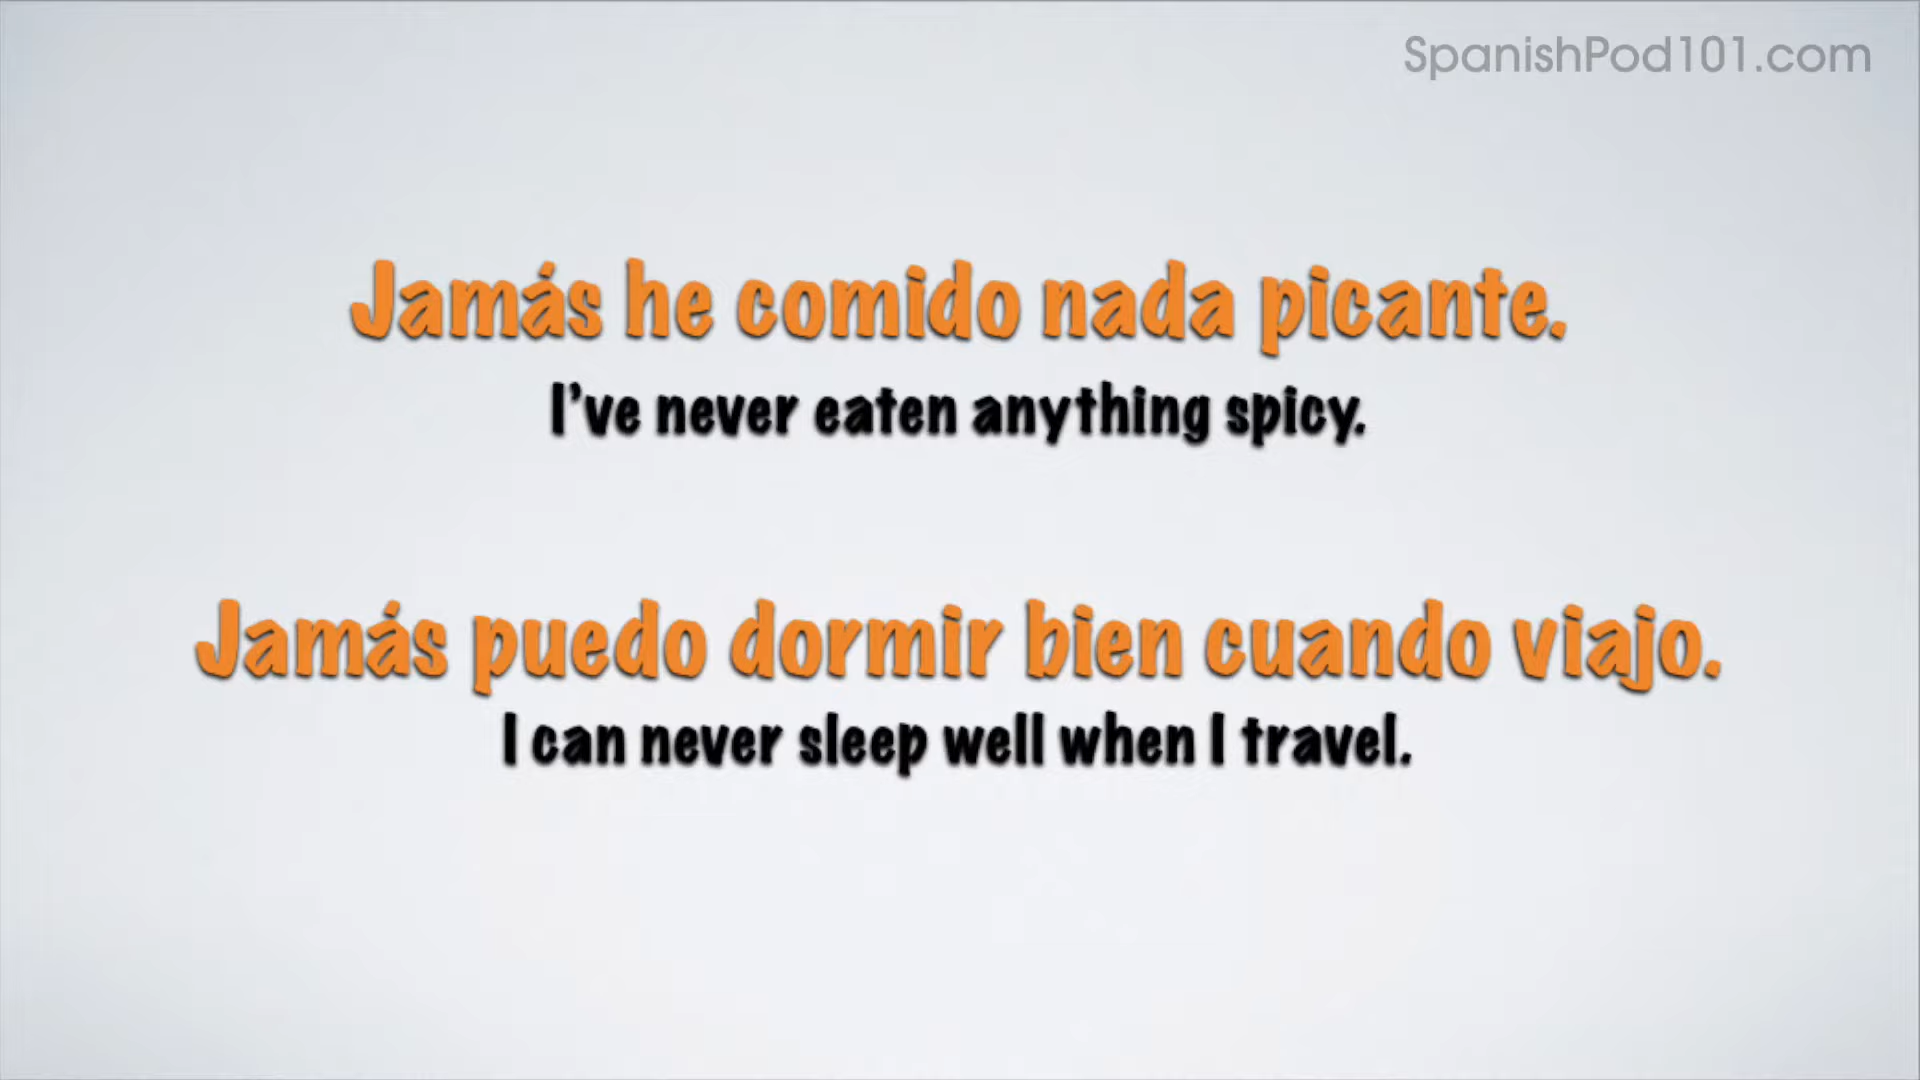 SpanishPod101.com
Jamás he comido nada picante.
I've never eaten anything spicy.
Jamás puedo dormir bien cuando viajo.
I can never sleep well when I travel.